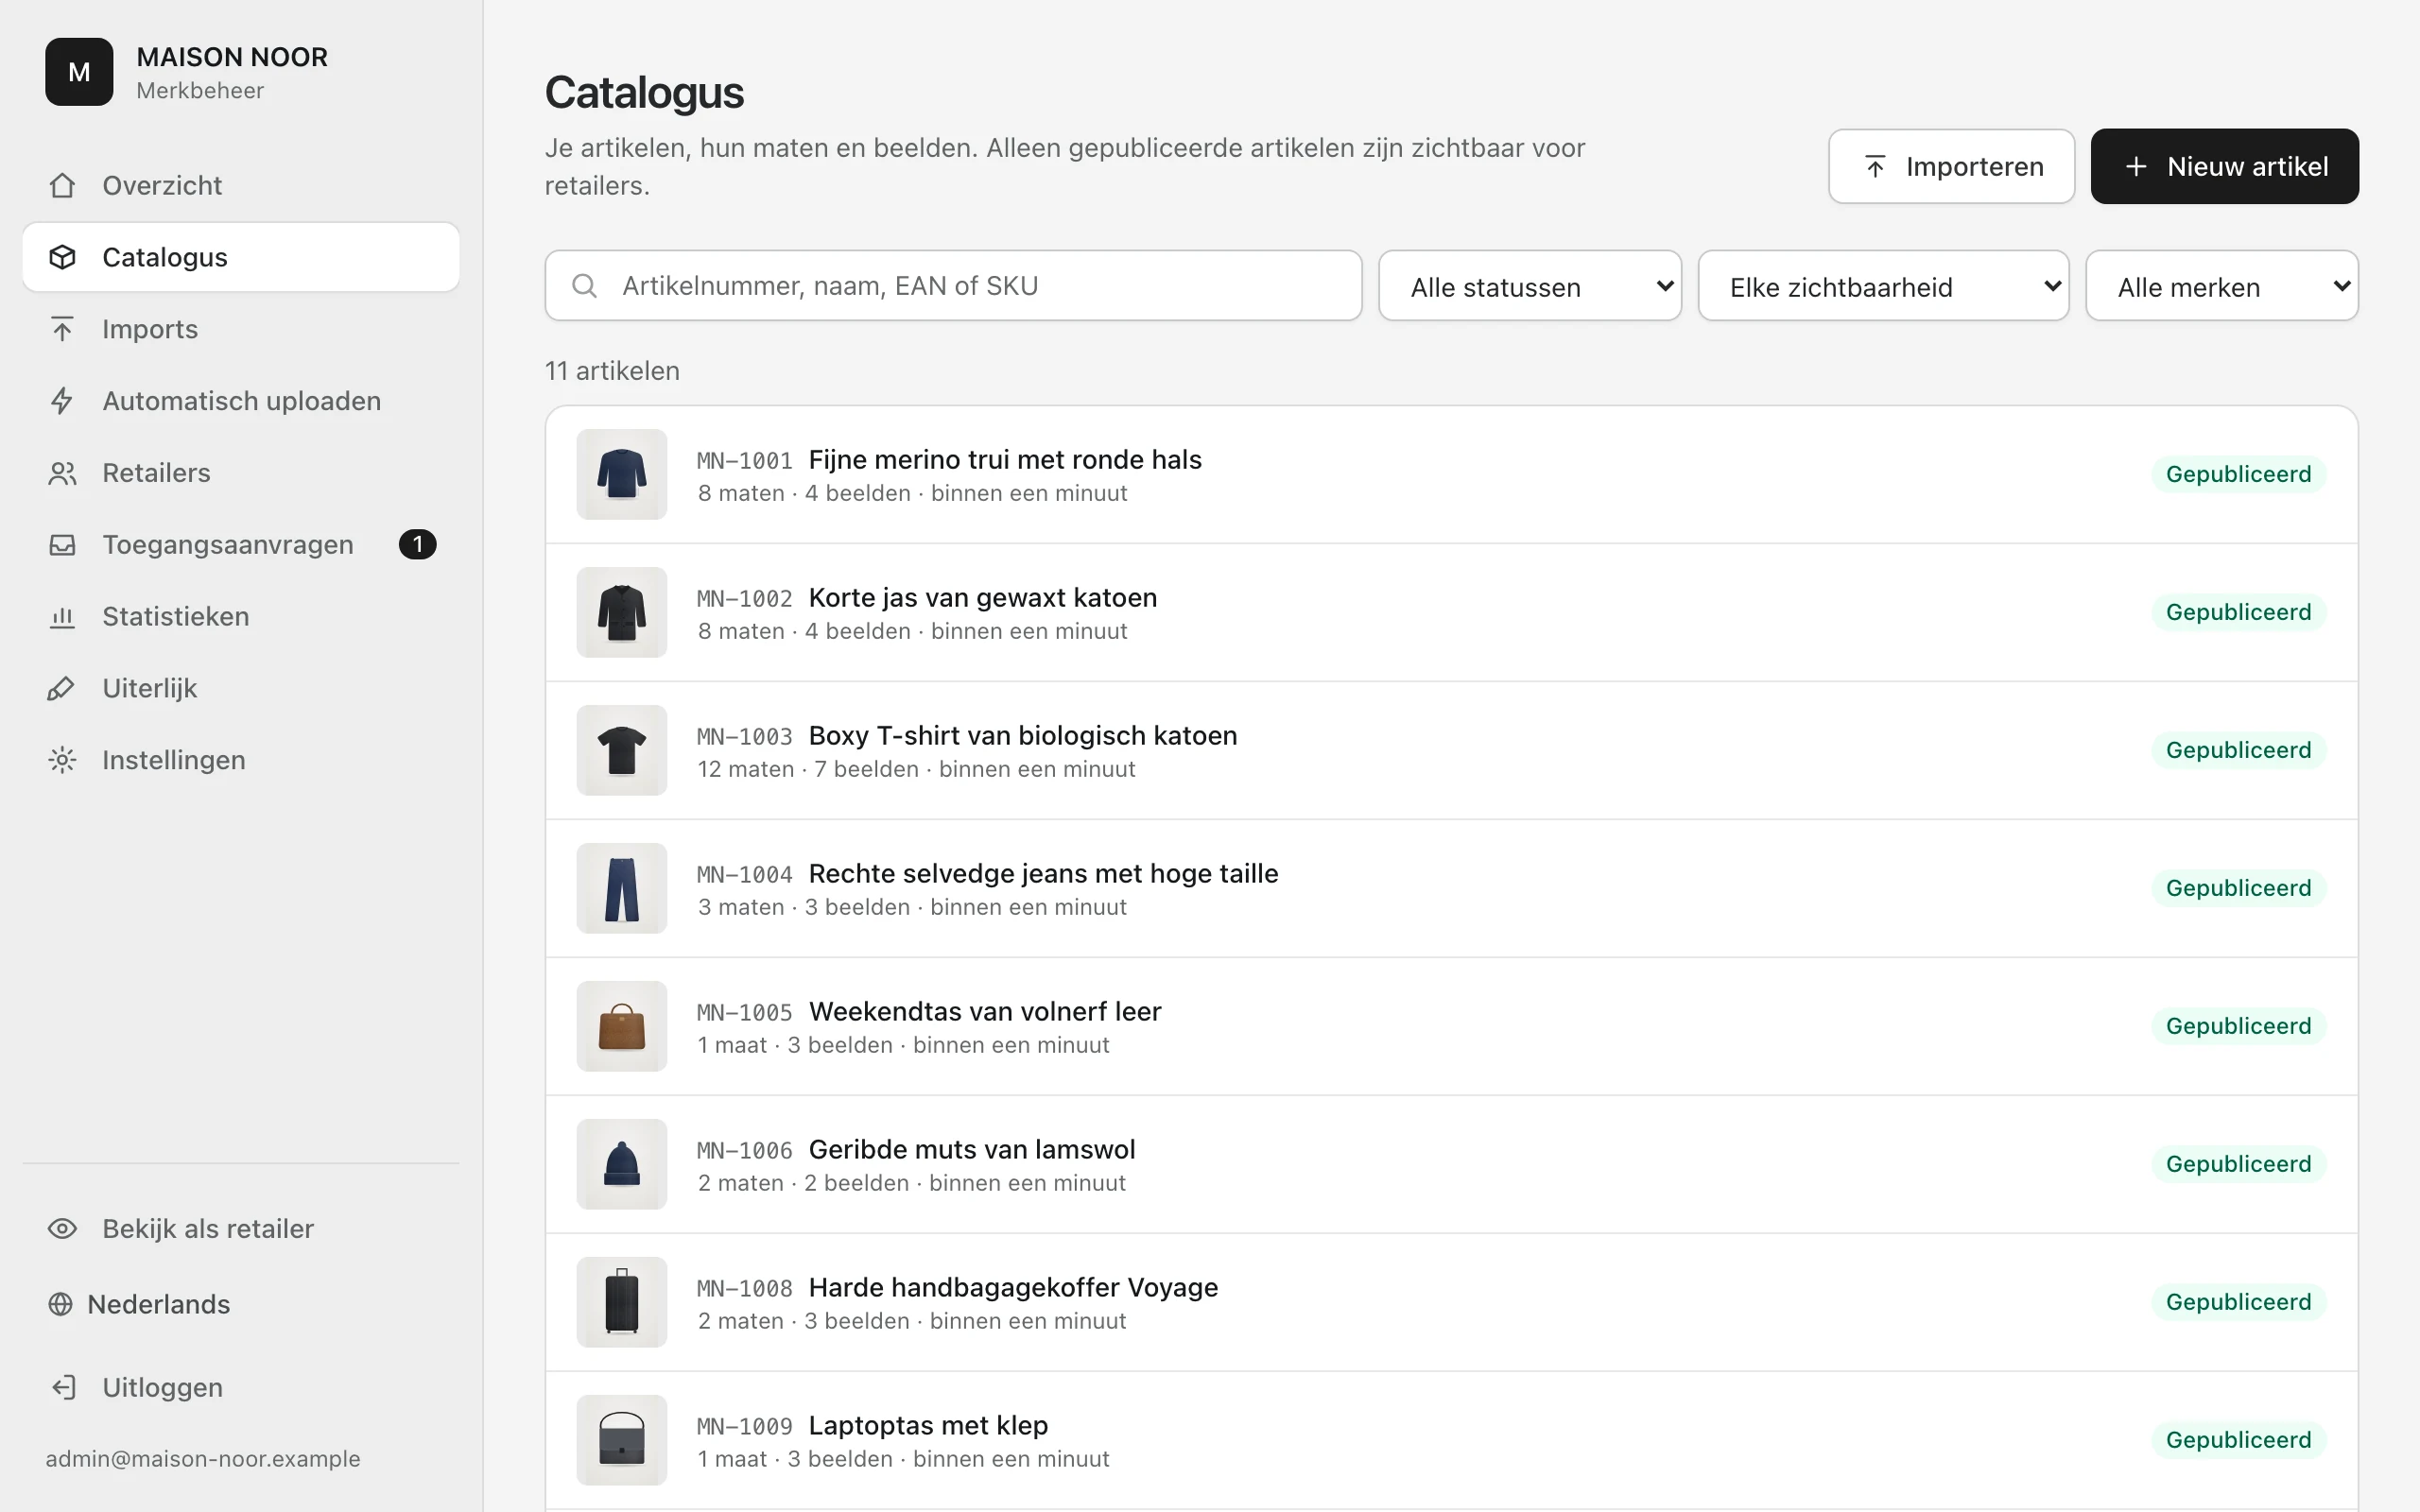 M
MAISON NOOR
Merkbeheer
Overzicht
Catalogus
Imports
Automatisch uploaden
Retailers
Toegangsaanvragen 1
Statistieken
Uiterlijk
Instellingen
Bekijk als retailer
Nederlands
Uitloggen
admin@maison-noor.example
Catalogus
Je artikelen, hun maten en beelden. Alleen gepubliceerde artikelen zijn zichtbaar voor
retailers.
Importeren
Nieuw artikel
Artikelnummer, naam, EAN of SKU
Alle statussen
Elke zichtbaarheid
Alle merken
11 artikelen
MN-1001 Fijne merino trui met ronde hals
8 maten · 4 beelden · binnen een minuut
Gepubliceerd
MN-1002 Korte jas van gewaxt katoen
8 maten · 4 beelden · binnen een minuut
Gepubliceerd
MN-1003 Boxy T-shirt van biologisch katoen
12 maten · 7 beelden · binnen een minuut
Gepubliceerd
MN-1004 Rechte selvedge jeans met hoge taille
3 maten · 3 beelden · binnen een minuut
Gepubliceerd
MN-1005 Weekendtas van volnerf leer
1 maat · 3 beelden · binnen een minuut
Gepubliceerd
MN-1006 Geribde muts van lamswol
2 maten · 2 beelden · binnen een minuut
Gepubliceerd
MN-1008 Harde handbagagekoffer Voyage
2 maten · 3 beelden · binnen een minuut
Gepubliceerd
MN-1009 Laptoptas met klep
1 maat · 3 beelden · binnen een minuut
Gepubliceerd